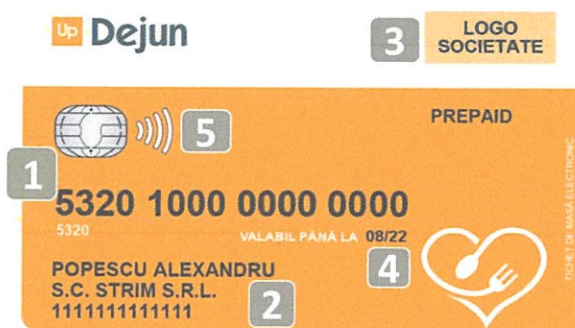 Up Dejun
3
LOGO
SOCIETATE
PREPAID
5
1
5320 1000 0000 0000
5320
VALABIL PÂNĂ LA 08/22
4
POPESCU ALEXANDRU
S.C. STRIM S.R.L.
1111111111111
2
TICHET DE MASĂ ELECTRONIC